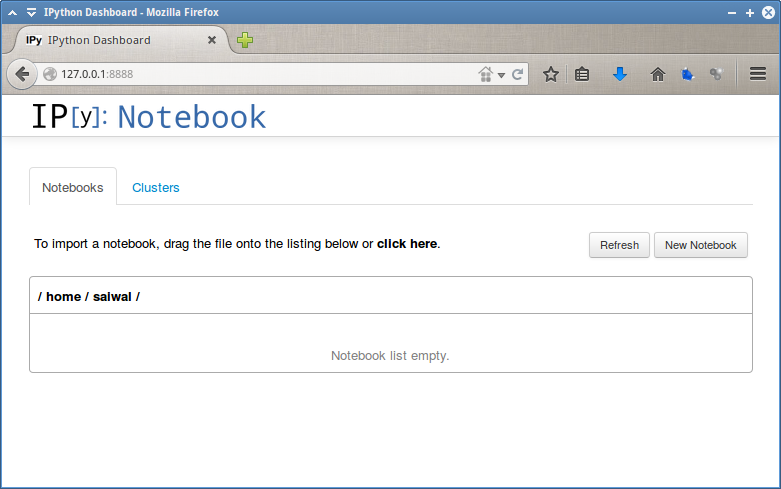 IPython Dashboard - Mozilla Firefox
IPy IPython Dashboard
127.0.0.1:8888
IP[y]: Notebook
Notebooks Clusters
To import a notebook, drag the file onto the listing below or click here. Refresh New Notebook
/ home / saiwal /
Notebook list empty.